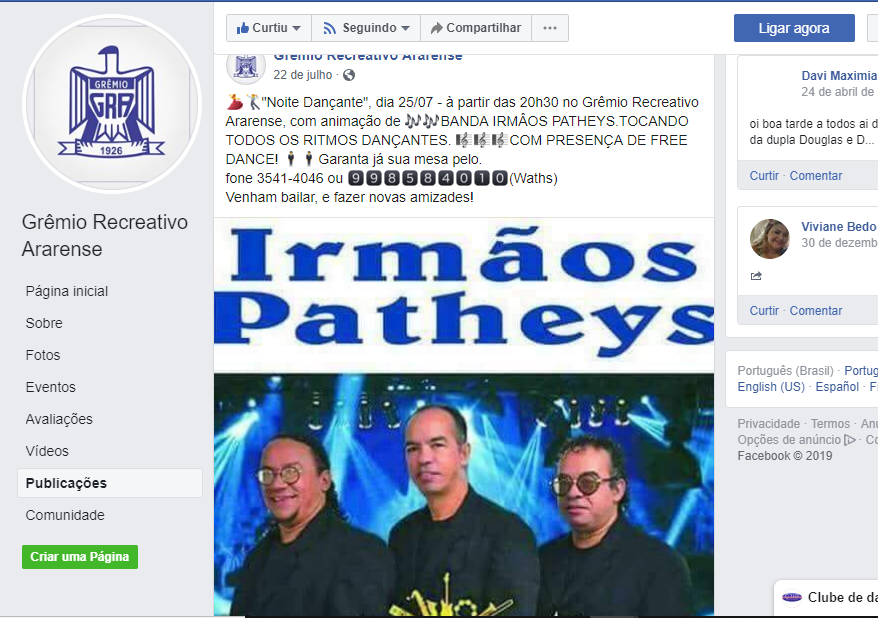 Curtiu
Seguindo
Compartilhar
Ligar agora
GRÊMIO
GRA
1926
Grêmio Recreativo
Ararense
Página inicial
Sobre
Fotos
Eventos
Avaliações
Vídeos
Publicações
Comunidade
Criar uma Página
Grêmio Recreativo Ararense
22 de julho ·
💃🕺"Noite Dançante", dia 25/07 - à partir das 20h30 no Grêmio Recreativo
Ararense, com animação de 🎶🎶BANDA IRMÃOS PATHEYS.TOCANDO
TODOS OS RITMOS DANÇANTES. 🎼🎼🎼COM PRESENÇA DE FREE
DANCE! 🕴🕴Garanta já sua mesa pelo.
fone 3541-4046 ou 9️⃣9️⃣8️⃣5️⃣8️⃣4️⃣0️⃣1️⃣0️⃣(Waths)
Venham bailar, e fazer novas amizades!
Irmãos
Patheys
Davi Maximia
24 de abril de
oi boa tarde a todos ai d
da dupla Douglas e D...
Curtir · Comentar
Viviane Bedo
30 de dezemb
Curtir · Comentar
Português (Brasil) · Portug
English (US) · Español · F
Privacidade · Termos · Anu
Opções de anúncio · Co
Facebook © 2019
Clube de da